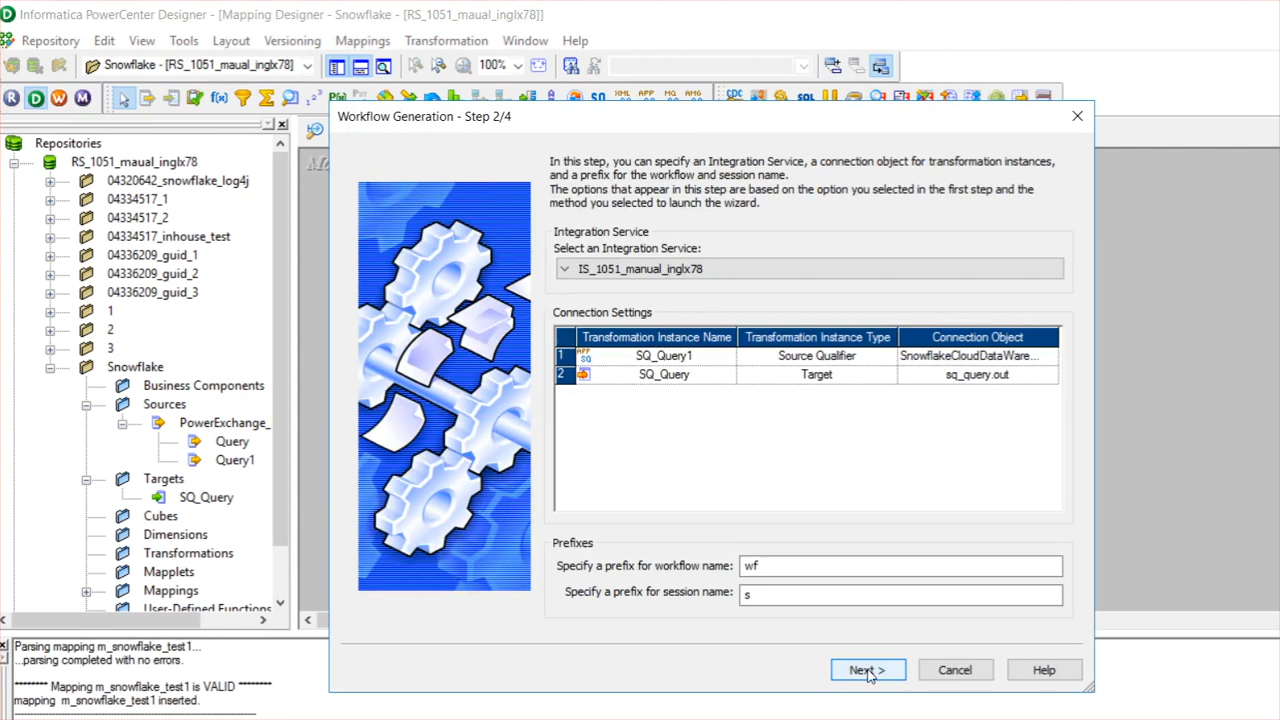 Informatica PowerCenter Designer - [Mapping Designer - Snowflake - [RS_1051_maual_inglx78]]
Repository Edit View Tools Layout Versioning Mappings Transformation Window Help
Snowflake - [RS_1051_maual_inglx78] 100%
R D W M
Workflow Generation - Step 2/4
Repositories
RS_1051_maual_inglx78
04320642_snowflake_log4j
04334517_1
04334517_2
04334517_inhouse_test
04336209_guid_1
04336209_guid_2
04336209_guid_3
1
2
3
Snowflake
Business Components
Sources
PowerExchange_
Query
Query1
Targets
SQ_Query
Cubes
Dimensions
Transformations
Mapplets
Mappings
User-Defined Functions
In this step, you can specify an Integration Service, a connection object for transformation instances,
and a prefix for the workflow and session name.
The options that appear in this step are based on the option you selected in the first step and the
method you selected to launch the wizard.
Integration Service
Select an Integration Service:
IS_1051_manual_inglx78
Connection Settings
Transformation Instance Name Transformation Instance Type Connection Object
1 APP SQ SQ_Query1 Source Qualifier SnowflakeCloudDataWare...
2 SQ_Query Target sq_query.out
Prefixes
Specify a prefix for workflow name: wf
Specify a prefix for session name: s
Next > Cancel Help
Parsing mapping m_snowflake_test1...
...parsing completed with no errors.
******** Mapping m_snowflake_test1 is VALID ********
mapping m_snowflake_test1 inserted.